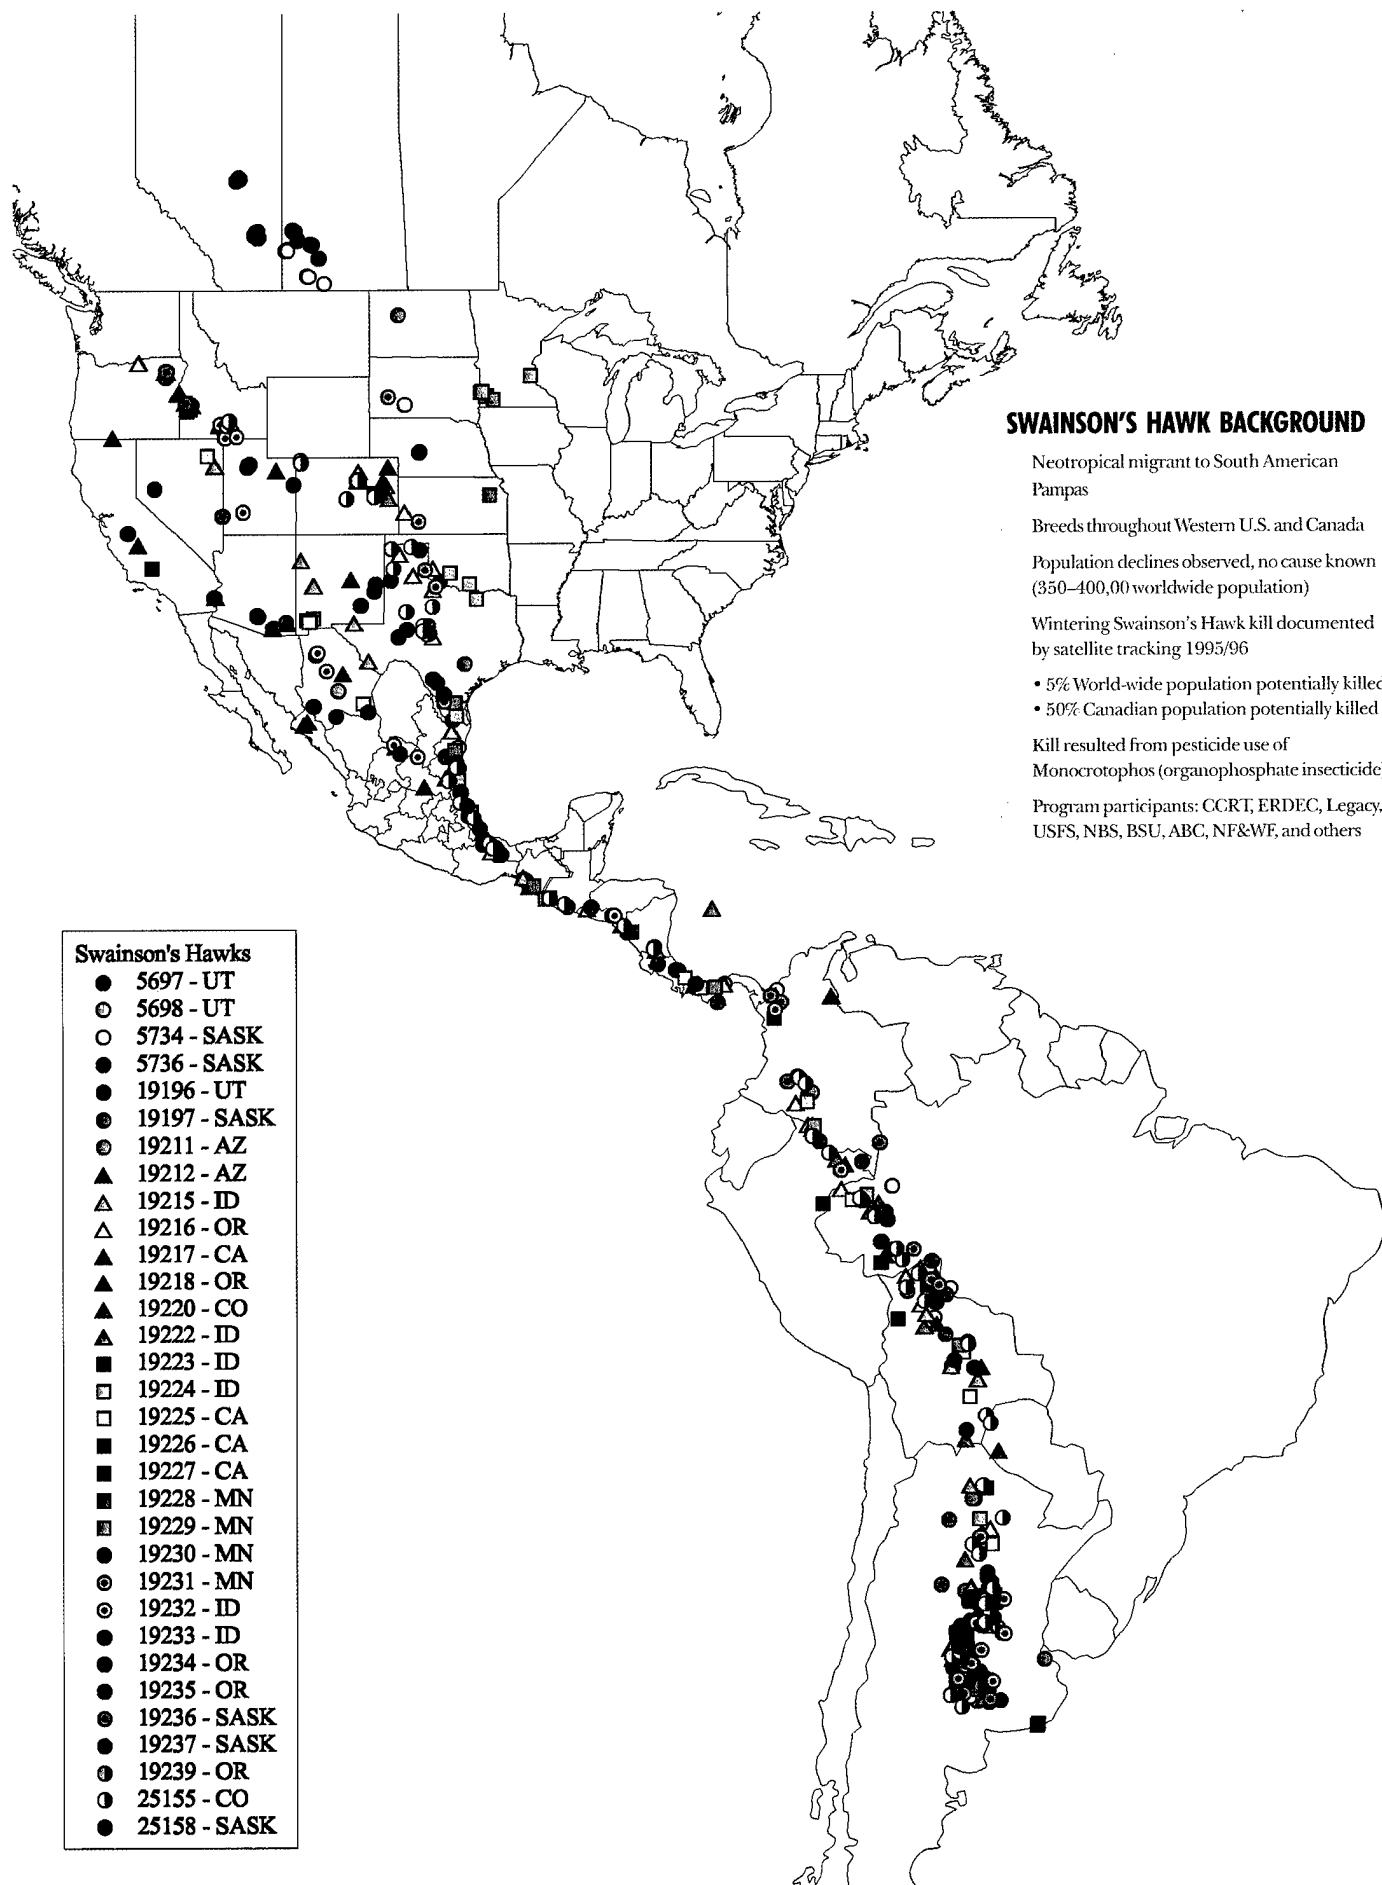 SWAINSON'S HAWK BACKGROUND
Neotropical migrant to South American
Pampas
Breeds throughout Western U.S. and Canada
Population declines observed, no cause known
(350–400,00 worldwide population)
Wintering Swainson's Hawk kill documented
by satellite tracking 1995/96
• 5% World-wide population potentially killed
• 50% Canadian population potentially killed
Kill resulted from pesticide use of
Monocrotophos (organophosphate insecticide)
Program participants: CCRT, ERDEC, Legacy,
USFS, NBS, BSU, ABC, NF&WF, and others
Swainson's Hawks
5697 - UT
5698 - UT
5734 - SASK
5736 - SASK
19196 - UT
19197 - SASK
19211 - AZ
19212 - AZ
19215 - ID
19216 - OR
19217 - CA
19218 - OR
19220 - CO
19222 - ID
19223 - ID
19224 - ID
19225 - CA
19226 - CA
19227 - CA
19228 - MN
19229 - MN
19230 - MN
19231 - MN
19232 - ID
19233 - ID
19234 - OR
19235 - OR
19236 - SASK
19237 - SASK
19239 - OR
25155 - CO
25158 - SASK